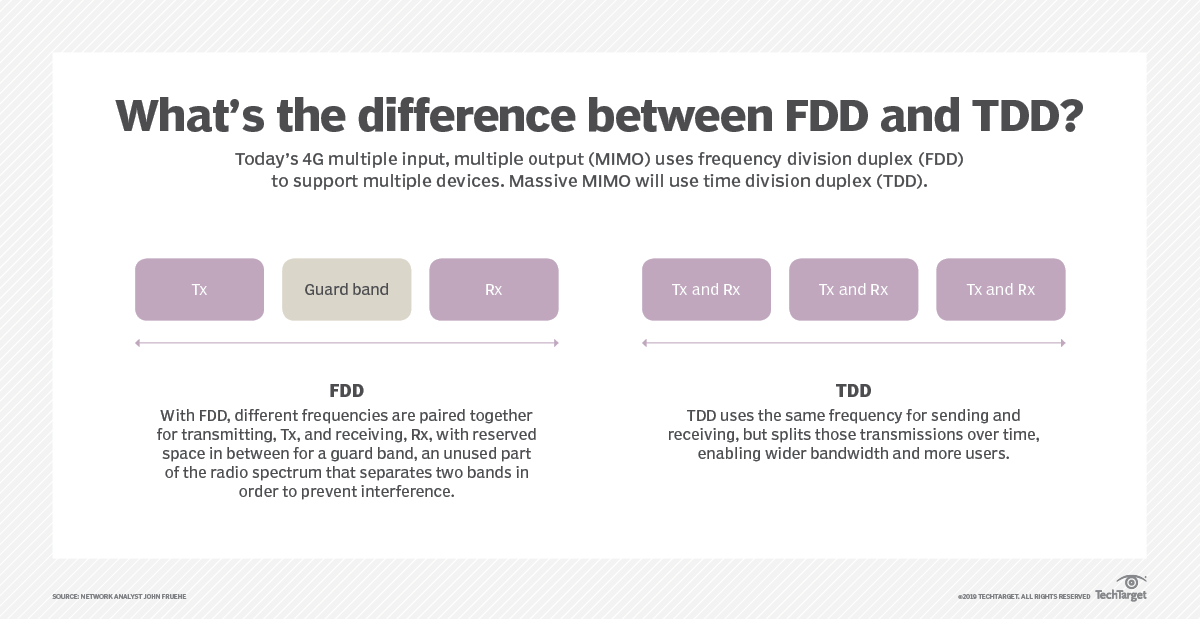 What's the difference between FDD and TDD?
Today's 4G multiple input, multiple output (MIMO) uses frequency division duplex (FDD)
to support multiple devices. Massive MIMO will use time division duplex (TDD).
Tx
Guard band
Rx
Tx and Rx
Tx and Rx
Tx and Rx
FDD
With FDD, different frequencies are paired together
for transmitting, Tx, and receiving, Rx, with reserved
space in between for a guard band, an unused part
of the radio spectrum that separates two bands in
order to prevent interference.
TDD
TDD uses the same frequency for sending and
receiving, but splits those transmissions over time,
enabling wider bandwidth and more users.
SOURCE: NETWORK ANALYST JOHN FRUEHE
©2019 TECHTARGET. ALL RIGHTS RESERVED
TechTarget